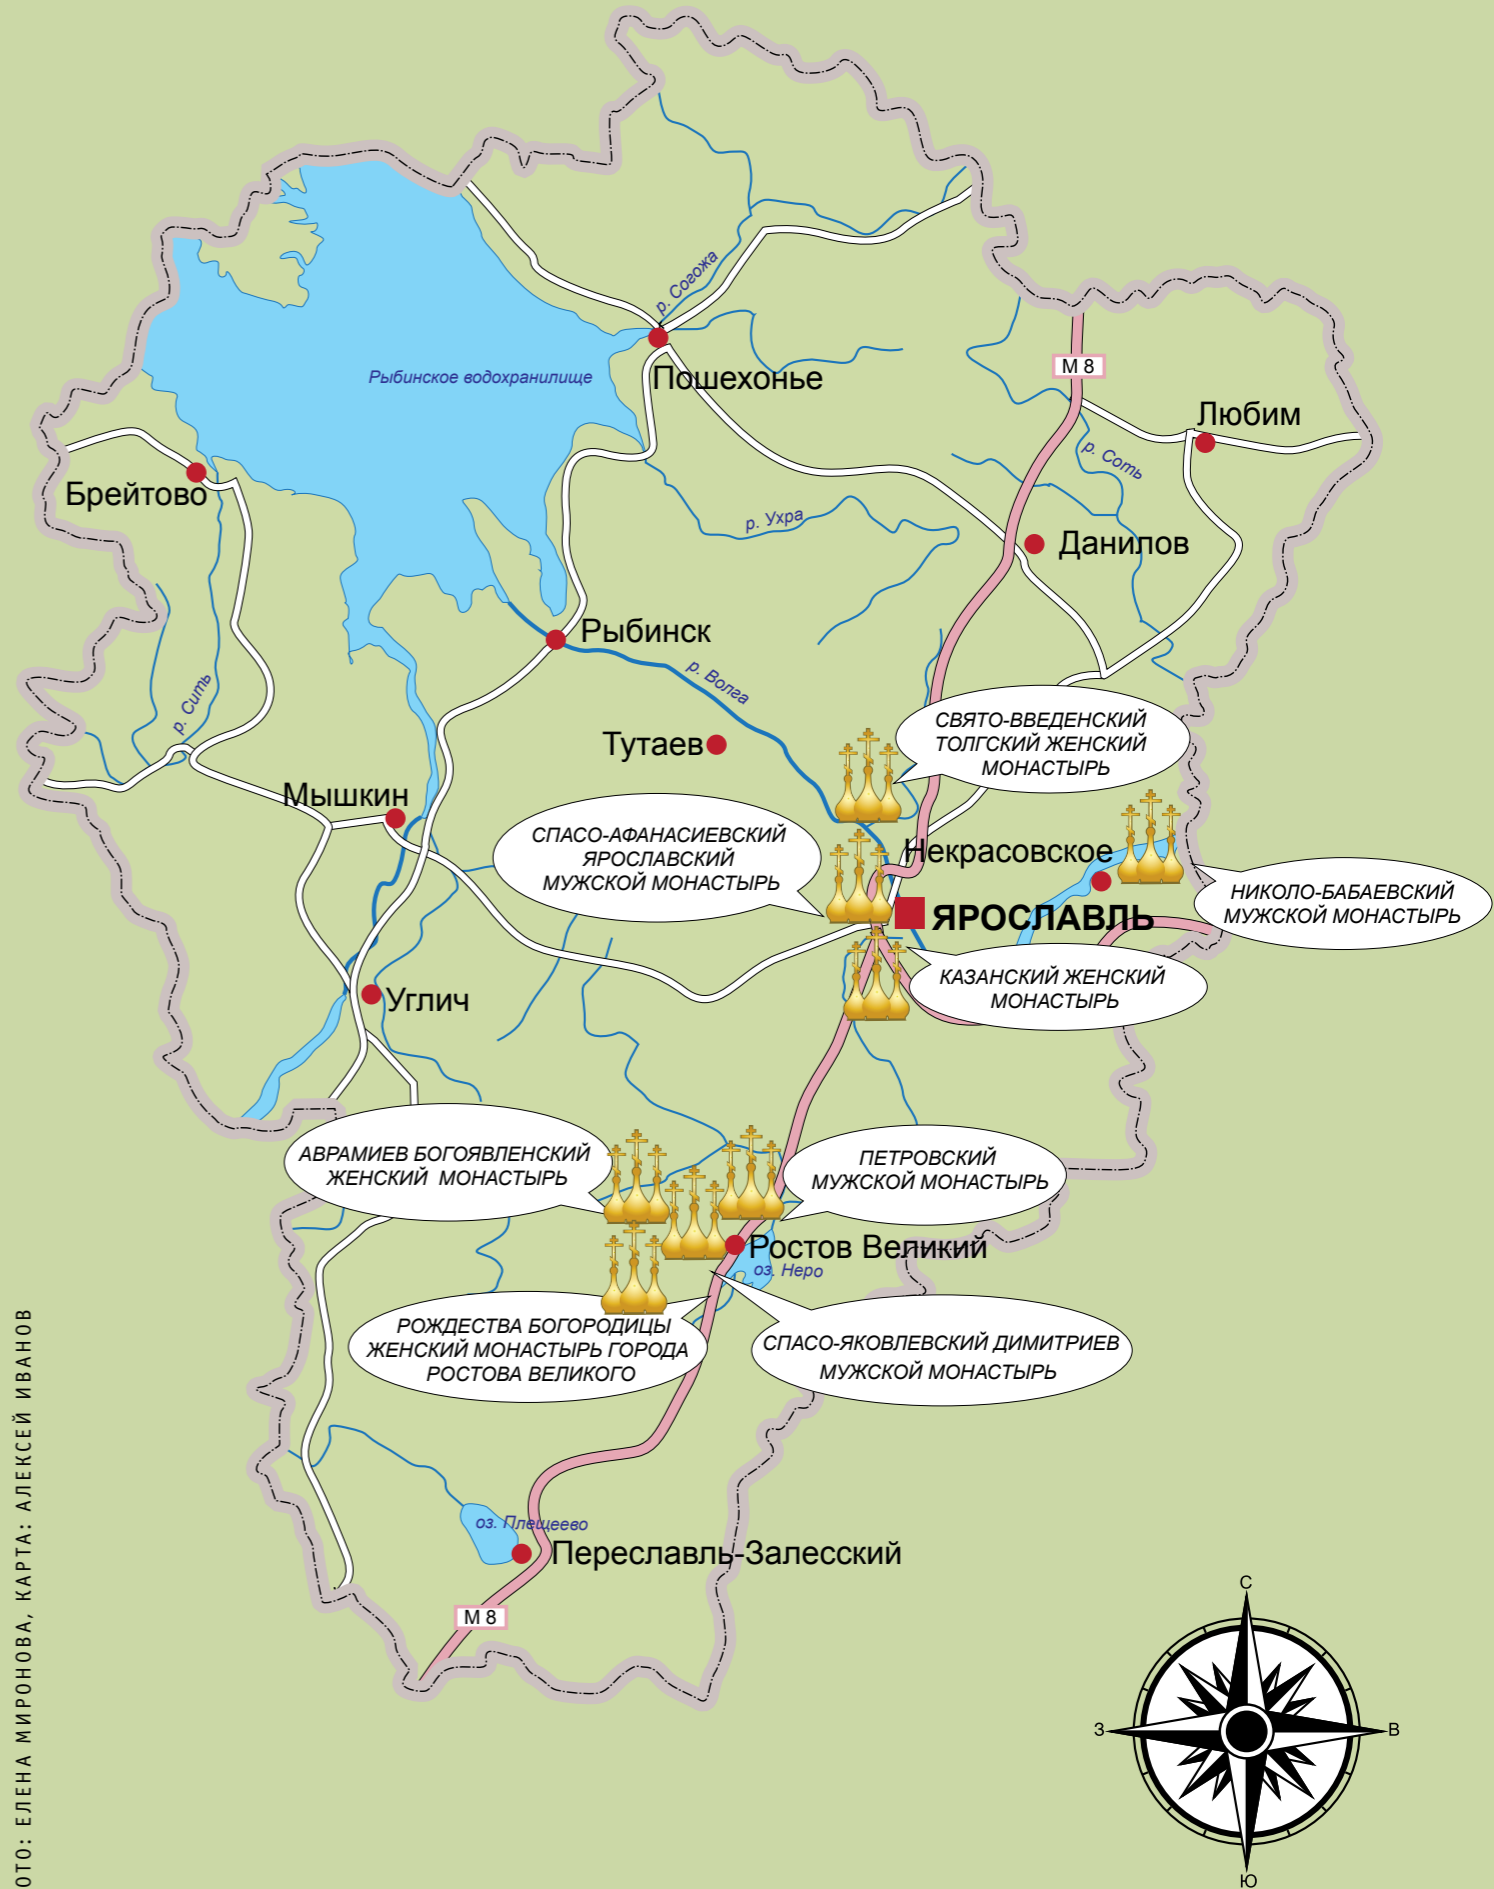 р. Согожа
Рыбинское водохранилище
Пошехонье
М 8
Любим
Брейтово
р. Соть
р. Ухра
Данилов
Рыбинск
р. Волга
р. Сить
Тутаев
СВЯТО-ВВЕДЕНСКИЙ
ТОЛГСКИЙ ЖЕНСКИЙ
МОНАСТЫРЬ
Мышкин
СПАСО-АФАНАСИЕВСКИЙ
ЯРОСЛАВСКИЙ
МУЖСКОЙ МОНАСТЫРЬ
Некрасовское
НИКОЛО-БАБАЕВСКИЙ
МУЖСКОЙ МОНАСТЫРЬ
ЯРОСЛАВЛЬ
КАЗАНСКИЙ ЖЕНСКИЙ
МОНАСТЫРЬ
Углич
АВРАМИЕВ БОГОЯВЛЕНСКИЙ
ЖЕНСКИЙ МОНАСТЫРЬ
ПЕТРОВСКИЙ
МУЖСКОЙ МОНАСТЫРЬ
Ростов Великий
оз. Неро
РОЖДЕСТВА БОГОРОДИЦЫ
ЖЕНСКИЙ МОНАСТЫРЬ ГОРОДА
РОСТОВА ВЕЛИКОГО
СПАСО-ЯКОВЛЕВСКИЙ ДИМИТРИЕВ
МУЖСКОЙ МОНАСТЫРЬ
оз. Плещеево
Переславль-Залесский
М 8
С
З
В
Ю
ОТО: ЕЛЕНА МИРОНОВА, КАРТА: АЛЕКСЕЙ ИВАНОВ